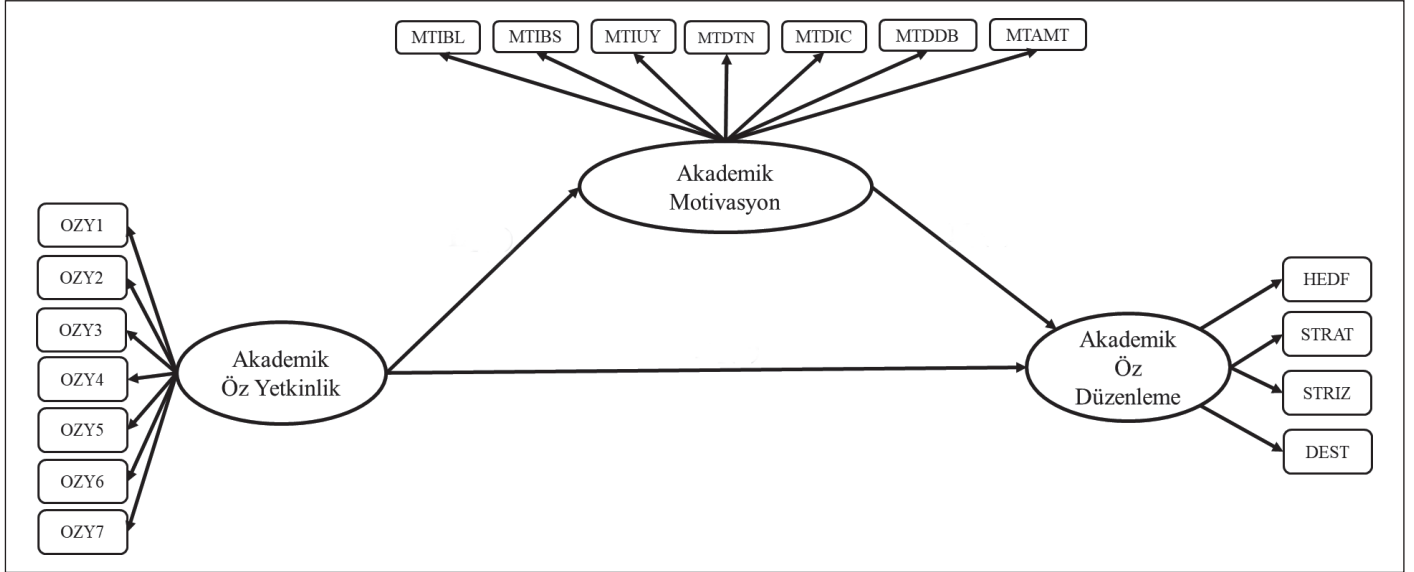 MTIBL
MTIBS
MTIUY
MTDTN
MTDIC
MTDDB
MTAMT
Akademik
Motivasyon
OZY1
OZY2
OZY3
OZY4
OZY5
OZY6
OZY7
Akademik
Öz Yetkinlik
Akademik
Öz
Düzenleme
HEDF
STRAT
STRIZ
DEST